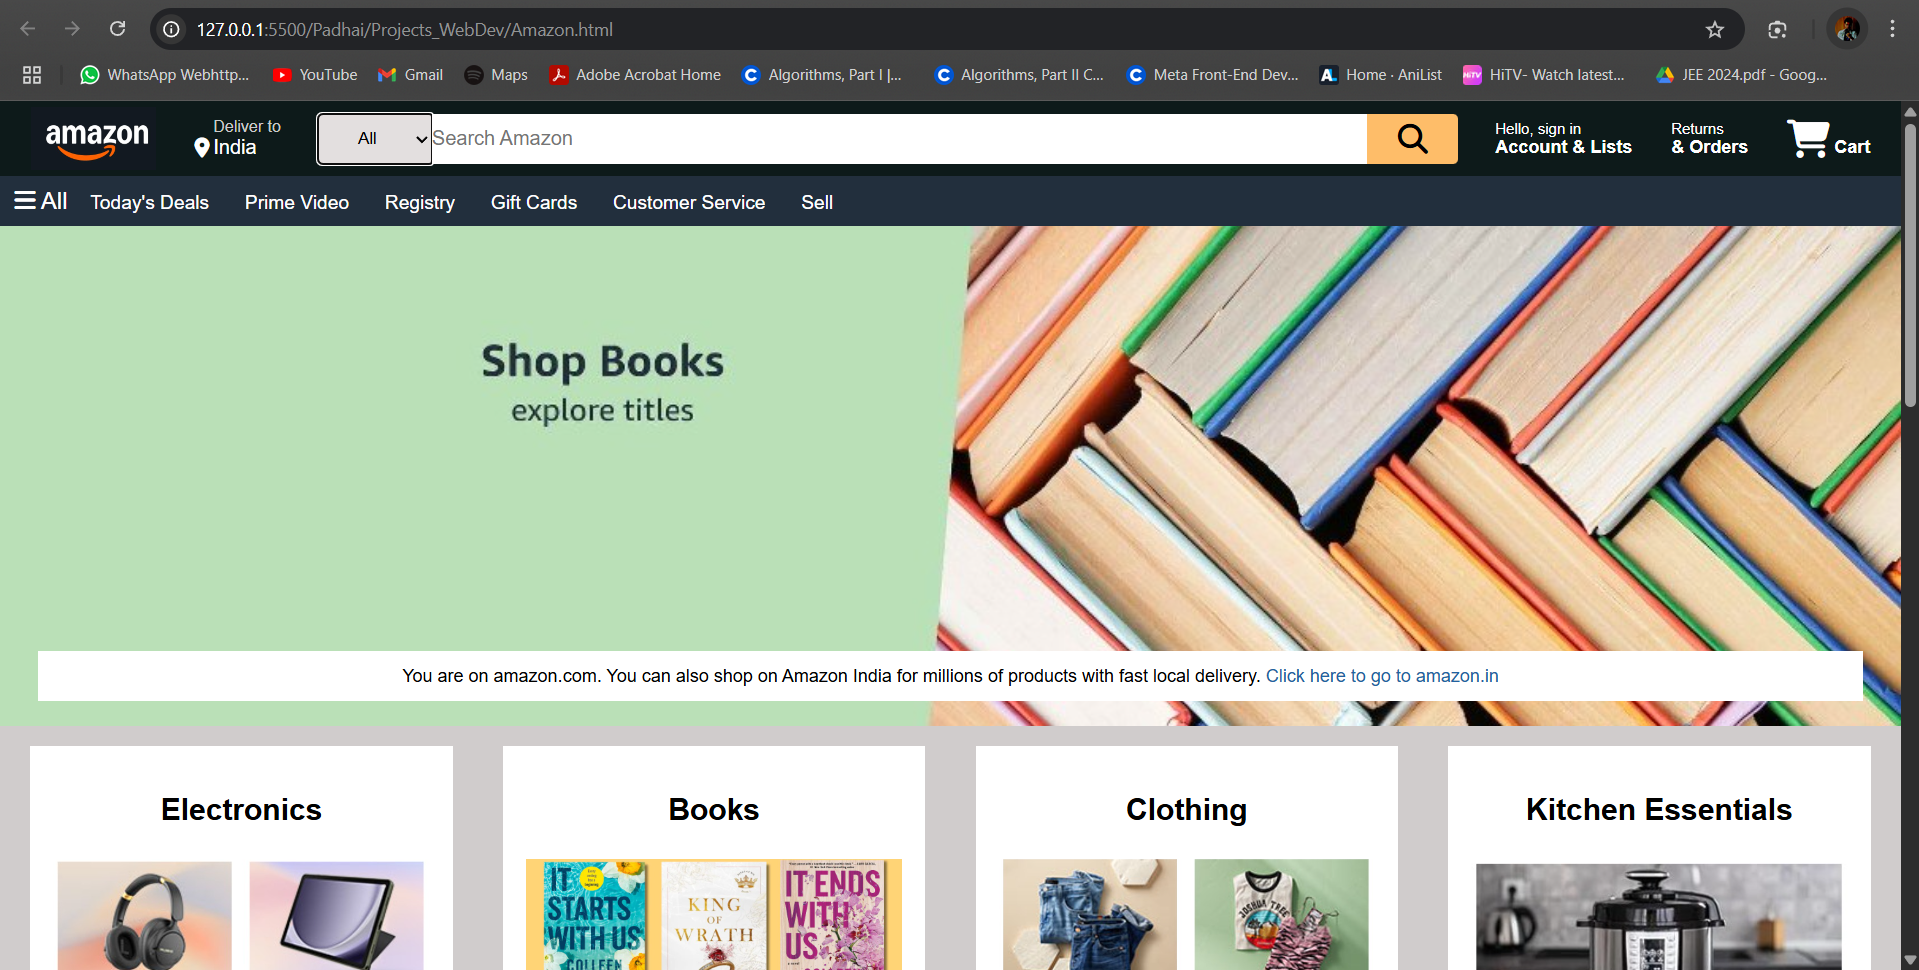 127.0.0.1:5500/Padhai/Projects_WebDev/Amazon.html
WhatsApp Webhttp... YouTube Gmail Maps Adobe Acrobat Home Algorithms, Part I |... Algorithms, Part II C... Meta Front-End Dev... Home · AniList HiTV- Watch latest... JEE 2024.pdf - Goog...
amazon
Deliver to
India
All
Search Amazon
Hello, sign in
Account & Lists
Returns
& Orders
Cart
All Today's Deals Prime Video Registry Gift Cards Customer Service Sell
Shop Books
explore titles
You are on amazon.com. You can also shop on Amazon India for millions of products with fast local delivery. Click here to go to amazon.in
Electronics
Books
Clothing
Kitchen Essentials
IT
STARTS
WITH US
COLLEEN
KING
OF
WRATH
IT ENDS
WITH
US
JOSHUA TREE